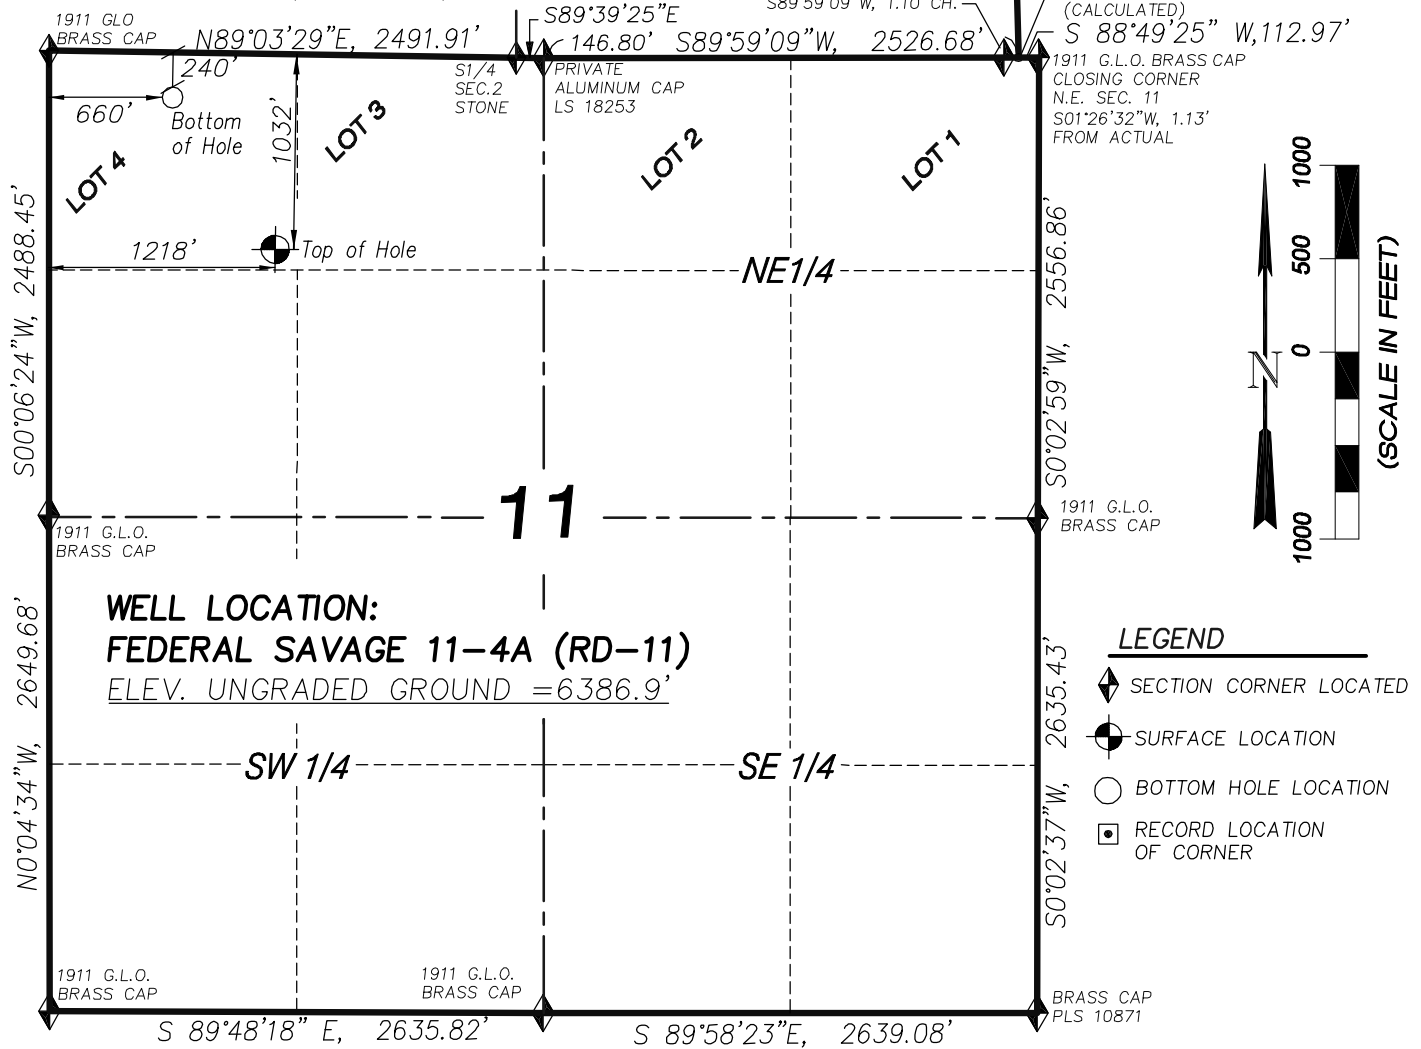 1911 GLO
BRASS CAP
N89°03'29"E, 2491.91'
S89°39'25"E
146.80'
S89°59'09"W, 2526.68'
S89°59'09"W, 1.10 CH.
(CALCULATED)
S 88°49'25" W,112.97'
1911 G.L.O. BRASS CAP
CLOSING CORNER
N.E. SEC. 11
S01°26'32"W, 1.13'
FROM ACTUAL
S1/4
SEC.2
STONE
PRIVATE
ALUMINUM CAP
LS 18253
240'
660'
Bottom
of Hole
1032'
LOT 4
LOT 3
LOT 2
LOT 1
1218'
Top of Hole
NE1/4
S00°06'24"W, 2488.45'
S0°02'59"W, 2556.86'
1000
500
0
1000
(SCALE IN FEET)
N
11
1911 G.L.O.
BRASS CAP
1911 G.L.O.
BRASS CAP
WELL LOCATION:
FEDERAL SAVAGE 11-4A (RD-11)
ELEV. UNGRADED GROUND =6386.9'
N0°04'34"W, 2649.68'
S0°02'37"W, 2635.43'
SW 1/4
SE 1/4
LEGEND
SECTION CORNER LOCATED
SURFACE LOCATION
BOTTOM HOLE LOCATION
RECORD LOCATION
OF CORNER
1911 G.L.O.
BRASS CAP
1911 G.L.O.
BRASS CAP
BRASS CAP
PLS 10871
S 89°48'18" E, 2635.82'
S 89°58'23"E, 2639.08'